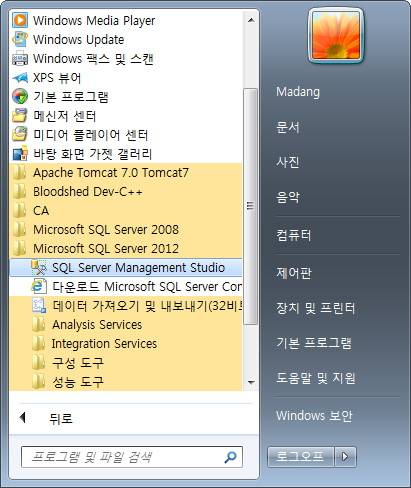 Windows Media Player
Windows Update
Windows 팩스 및 스캔
XPS 뷰어
기본 프로그램
메신저 센터
미디어 플레이어 센터
바탕 화면 가젯 갤러리
Apache Tomcat 7.0 Tomcat7
Bloodshed Dev-C++
CA
Microsoft SQL Server 2008
Microsoft SQL Server 2012
SQL Server Management Studio
다운로드 Microsoft SQL Server Con
데이터 가져오기 및 내보내기(32비트
Analysis Services
Integration Services
구성 도구
성능 도구
뒤로
프로그램 및 파일 검색
Madang
문서
사진
음악
컴퓨터
제어판
장치 및 프린터
기본 프로그램
도움말 및 지원
Windows 보안
로그오프